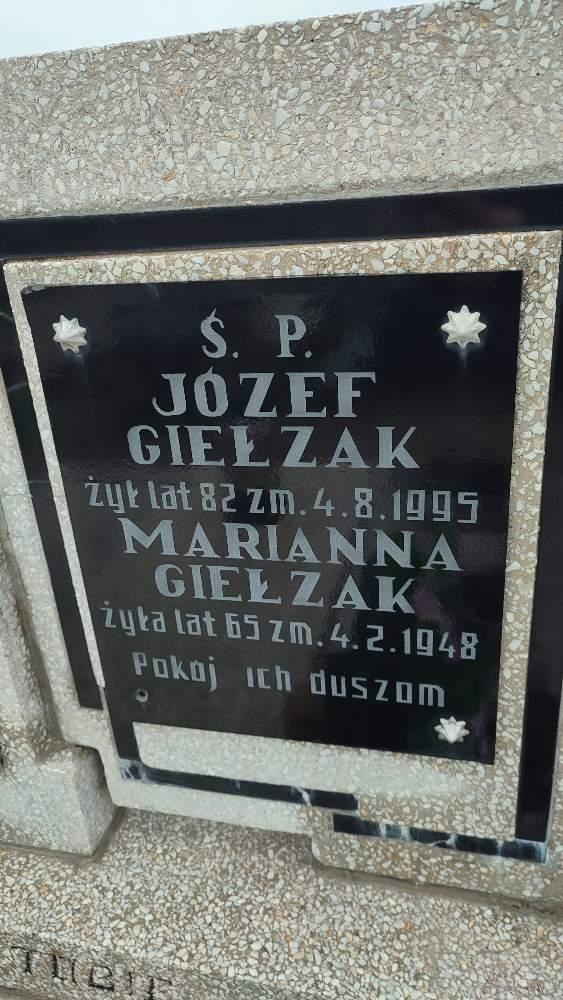 Ś. P.
JÓZEF
GIEŁZAK
żył lat 82 zm. 4.8.1995
MARIANNA
GIEŁZAK
żyła lat 65 zm. 4.2.1948
Pokój ich duszom